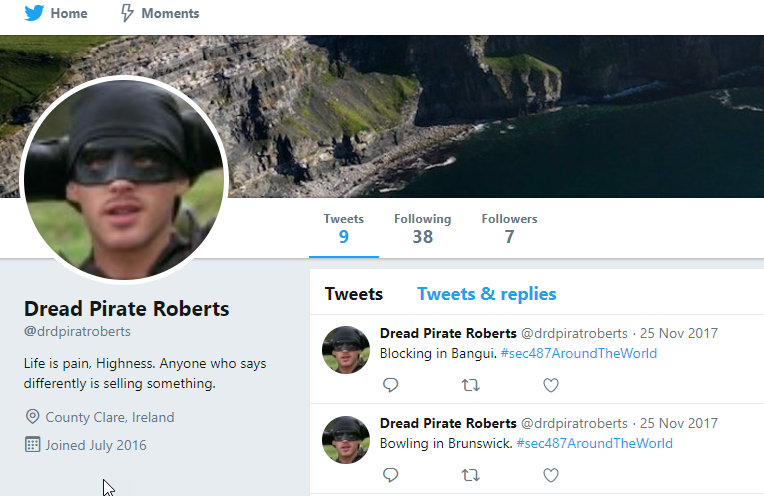 Home Moments
Tweets Following Followers
9 38 7
Dread Pirate Roberts
@drdpiratroberts
Life is pain, Highness. Anyone who says
differently is selling something.
County Clare, Ireland
Joined July 2016
Tweets Tweets & replies
Dread Pirate Roberts @drdpiratroberts · 25 Nov 2017
Blocking in Bangui. #sec487AroundTheWorld
Dread Pirate Roberts @drdpiratroberts · 25 Nov 2017
Bowling in Brunswick. #sec487AroundTheWorld